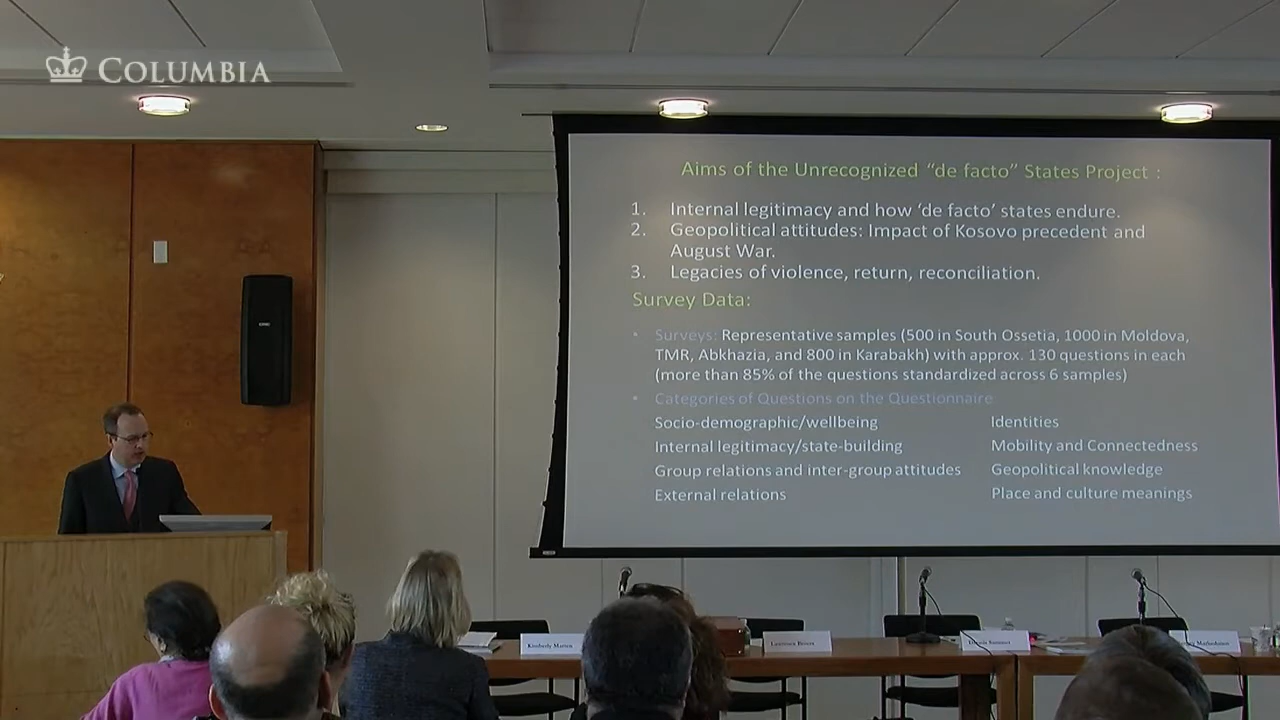 COLUMBIA
Aims of the Unrecognized “de facto” States Project :
1. Internal legitimacy and how ‘de facto’ states endure.
2. Geopolitical attitudes: Impact of Kosovo precedent and
August War.
3. Legacies of violence, return, reconciliation.
Survey Data:
• Surveys: Representative samples (500 in South Ossetia, 1000 in Moldova,
TMR, Abkhazia, and 800 in Karabakh) with approx. 130 questions in each
(more than 85% of the questions standardized across 6 samples)
• Categories of Questions on the Questionnaire
Socio-demographic/wellbeing Identities
Internal legitimacy/state-building Mobility and Connectedness
Group relations and inter-group attitudes Geopolitical knowledge
External relations Place and culture meanings
Kimberly Marten